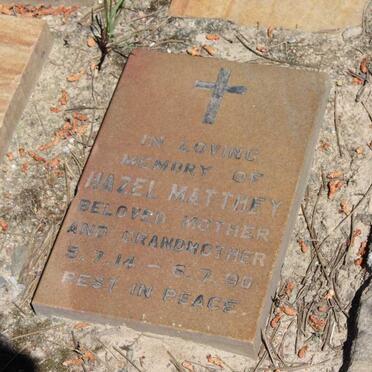 IN LOVING
MEMORY OF
HAZEL MATTHEY
BELOVED MOTHER
AND GRANDMOTHER
5.7.14 - 6.7.90
REST IN PEACE